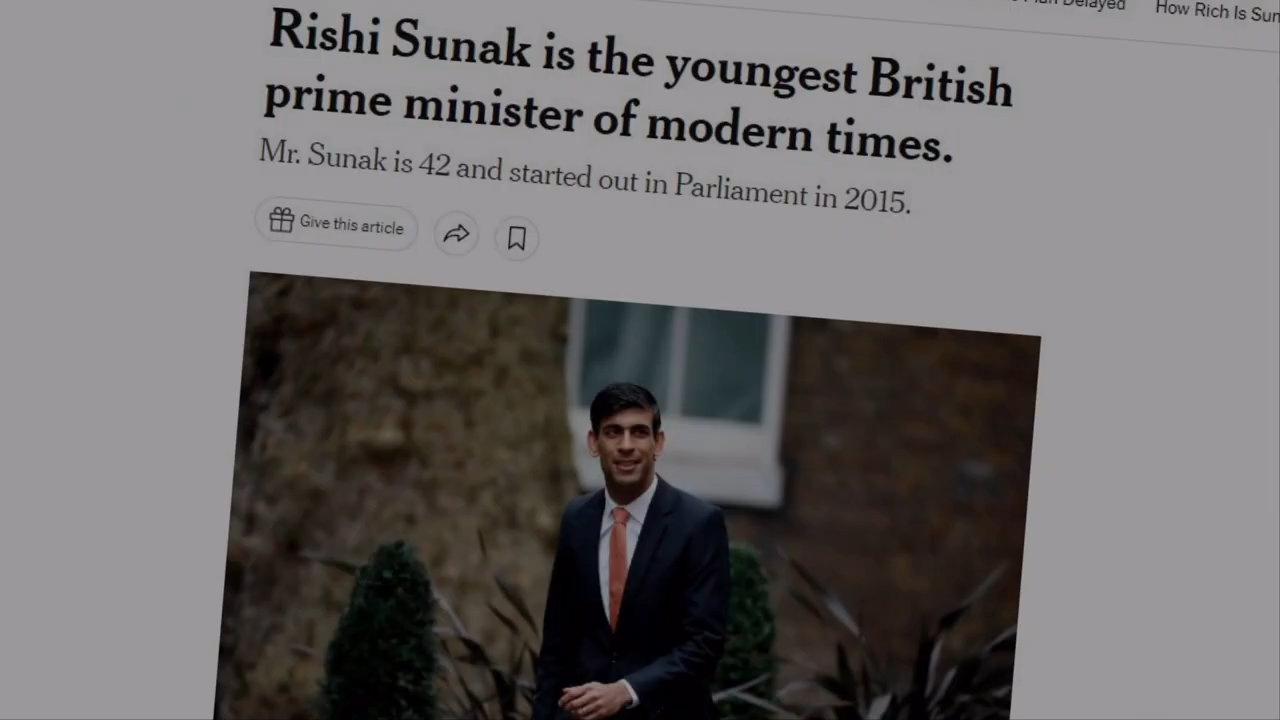 Delayed How Rich Is Sun
Rishi Sunak is the youngest British
prime minister of modern times.
Mr. Sunak is 42 and started out in Parliament in 2015.
Give this article